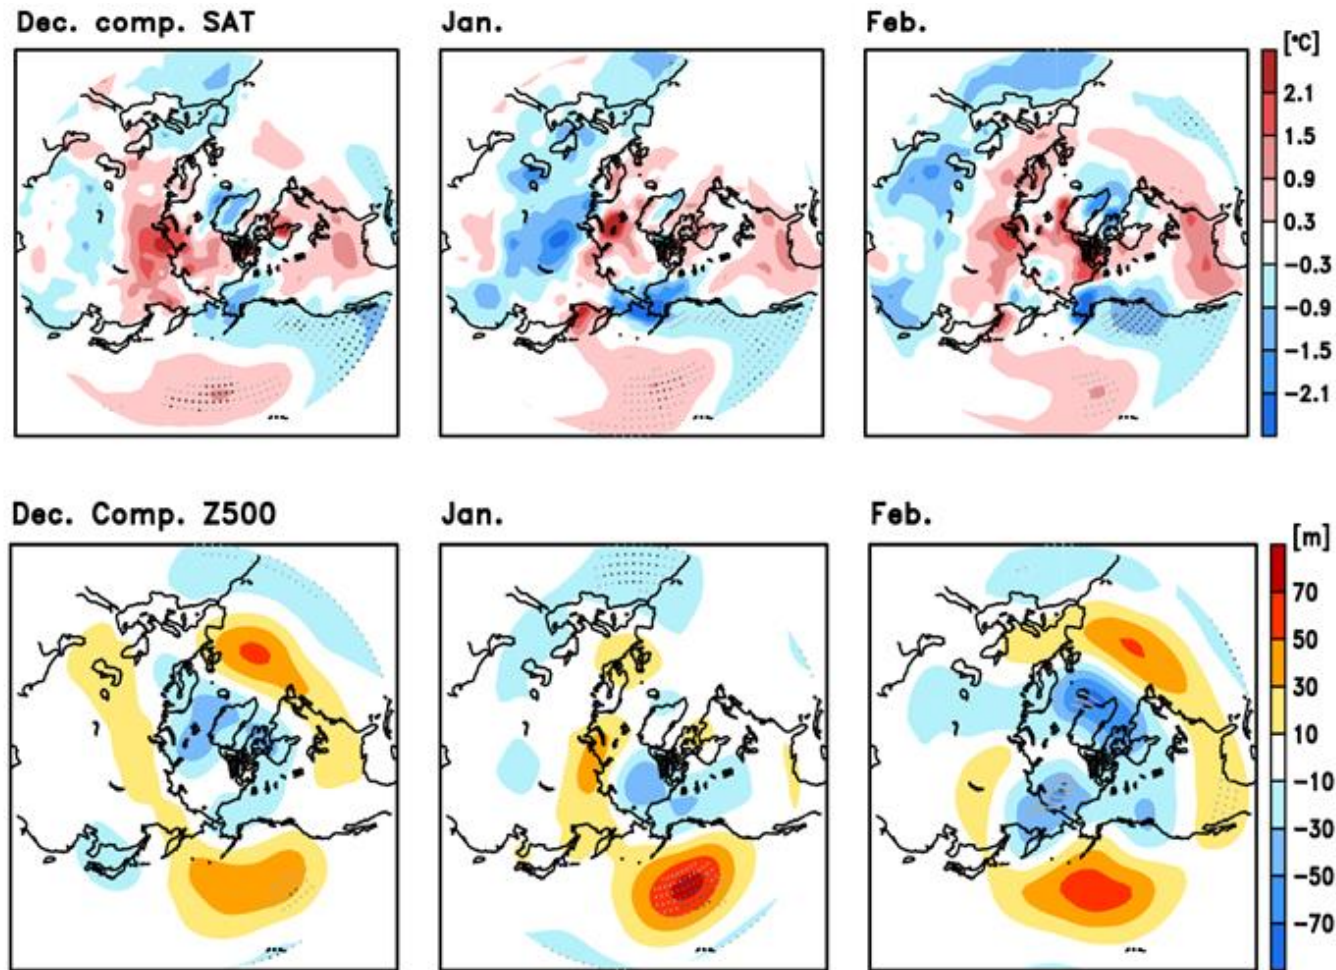 Dec. comp. SAT
Jan.
Feb.
[°C]
2.1
1.5
0.9
0.3
−0.3
−0.9
−1.5
−2.1
Dec. Comp. Z500
Jan.
Feb.
[m]
70
50
30
10
−10
−30
−50
−70